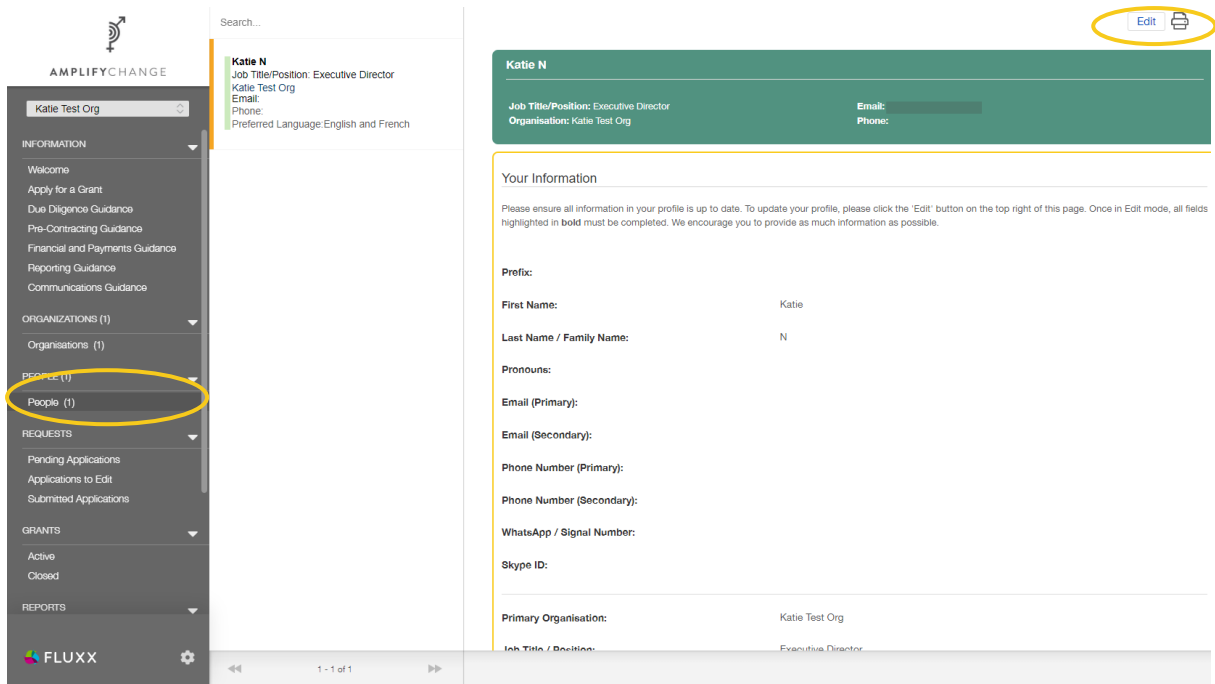 AMPLIFYCHANGE
Katie Test Org
INFORMATION
Welcome
Apply for a Grant
Due Diligence Guidance
Pre-Contracting Guidance
Financial and Payments Guidance
Reporting Guidance
Communications Guidance
ORGANIZATIONS (1)
Organisations (1)
PEOPLE (1)
People (1)
REQUESTS
Pending Applications
Applications to Edit
Submitted Applications
GRANTS
Active
Closed
REPORTS
FLUXX
Search...
Katie N
Job Title/Position: Executive Director
Katie Test Org
Email:
Phone:
Preferred Language:English and French
1 - 1 of 1
Edit
Katie N
Job Title/Position: Executive Director
Organisation: Katie Test Org
Email:
Phone:
Your Information
Please ensure all information in your profile is up to date. To update your profile, please click the 'Edit' button on the top right of this page. Once in Edit mode, all fields
highlighted in bold must be completed. We encourage you to provide as much information as possible.
Prefix:
First Name: Katie
Last Name / Family Name: N
Pronouns:
Email (Primary):
Email (Secondary):
Phone Number (Primary):
Phone Number (Secondary):
WhatsApp / Signal Number:
Skype ID:
Primary Organisation: Katie Test Org
Job Title / Position: Executive Director